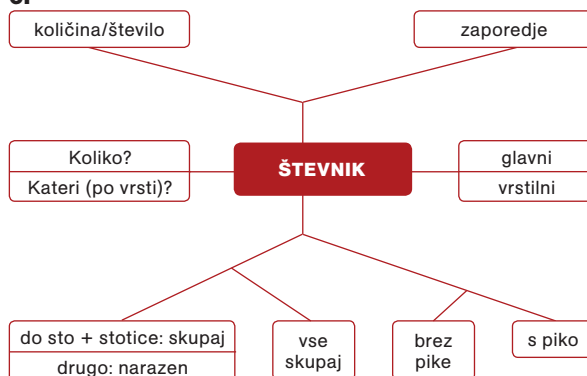 količina/število
zaporedje
Koliko?
Kateri (po vrsti)?
ŠTEVNIK
glavni
vrstilni
do sto + stotice: skupaj
drugo: narazen
vse
skupaj
brez
pike
s piko